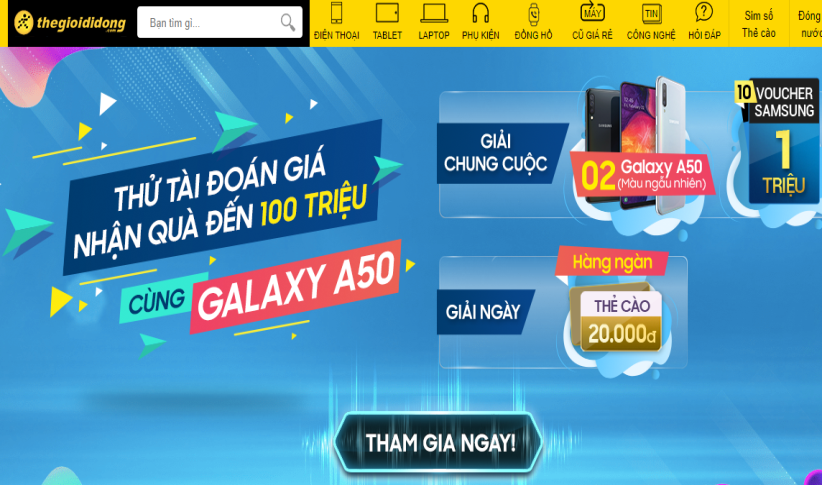 thegioididong
.com
Bạn tìm gì...
ĐIỆN THOẠI
TABLET
LAPTOP
PHỤ KIỆN
ĐỒNG HỒ
MÁY
CŨ GIÁ RẺ
TIN
CÔNG NGHỆ
?
HỎI ĐÁP
Sim số
Thẻ cào
Đóng
nước
THỬ TÀI ĐOÁN GIÁ
NHẬN QUÀ ĐẾN 100 TRIỆU
CÙNG GALAXY A50
GIẢI
CHUNG CUỘC
02 Galaxy A50
(Màu ngẫu nhiên)
10 VOUCHER
SAMSUNG
1
TRIỆU
GIẢI NGÀY
Hàng ngàn
THẺ CÀO
20.000đ
THAM GIA NGAY!